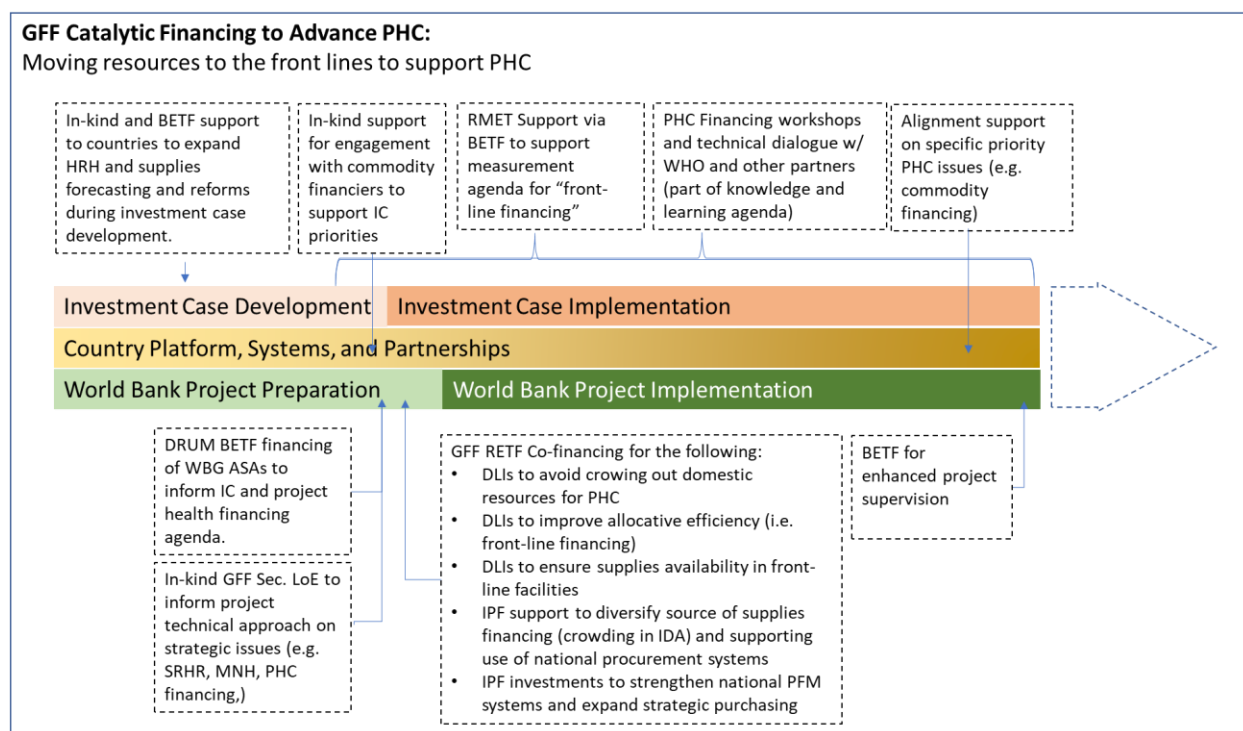 GFF Catalytic Financing to Advance PHC:
Moving resources to the front lines to support PHC
In-kind and BETF support
to countries to expand
HRH and supplies
forecasting and reforms
during investment case
development.
In-kind support
for engagement
with commodity
financiers to
support IC
priorities
RMET Support via
BETF to support
measurement
agenda for “front-
line financing”
PHC Financing workshops
and technical dialogue w/
WHO and other partners
(part of knowledge and
learning agenda)
Alignment support
on specific priority
PHC issues (e.g.
commodity
financing)
Investment Case Development
Investment Case Implementation
Country Platform, Systems, and Partnerships
World Bank Project Preparation
World Bank Project Implementation
DRUM BETF financing
of WBG ASAs to
inform IC and project
health financing
agenda.
In-kind GFF Sec. LoE to
inform project
technical approach on
strategic issues (e.g.
SRHR, MNH, PHC
financing,)
GFF RETF Co-financing for the following:
• DLIs to avoid crowing out domestic
resources for PHC
• DLIs to improve allocative efficiency (i.e.
front-line financing)
• DLIs to ensure supplies availability in front-
line facilities
• IPF support to diversify source of supplies
financing (crowding in IDA) and supporting
use of national procurement systems
• IPF investments to strengthen national PFM
systems and expand strategic purchasing
BETF for
enhanced project
supervision